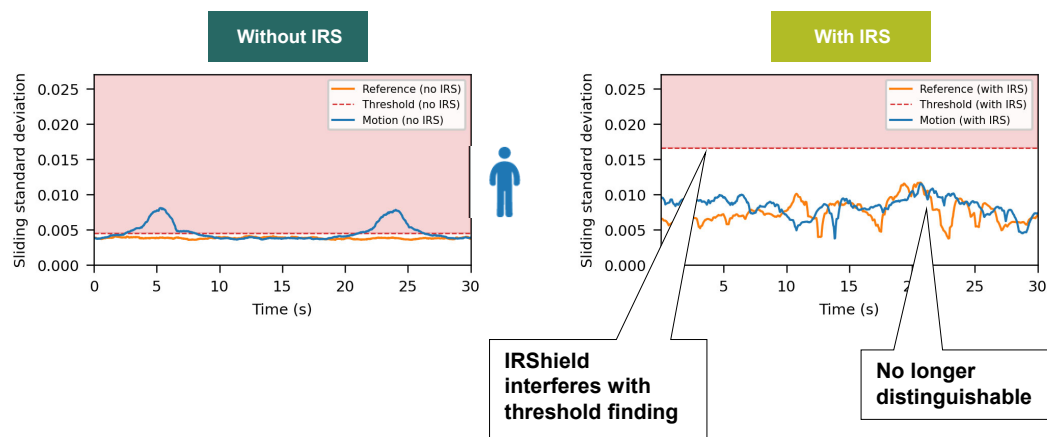 Without IRS
With IRS
Sliding standard deviation
0.025
0.020
0.015
0.010
0.005
0.000
Reference (no IRS)
Threshold (no IRS)
Motion (no IRS)
0
5
10
15
20
25
30
Time (s)
Sliding standard deviation
0.025
0.020
0.015
0.010
0.005
0.000
Reference (with IRS)
Threshold (with IRS)
Motion (with IRS)
5
10
15
20
25
30
Time (s)
IRShield
interferes with
threshold finding
No longer
distinguishable